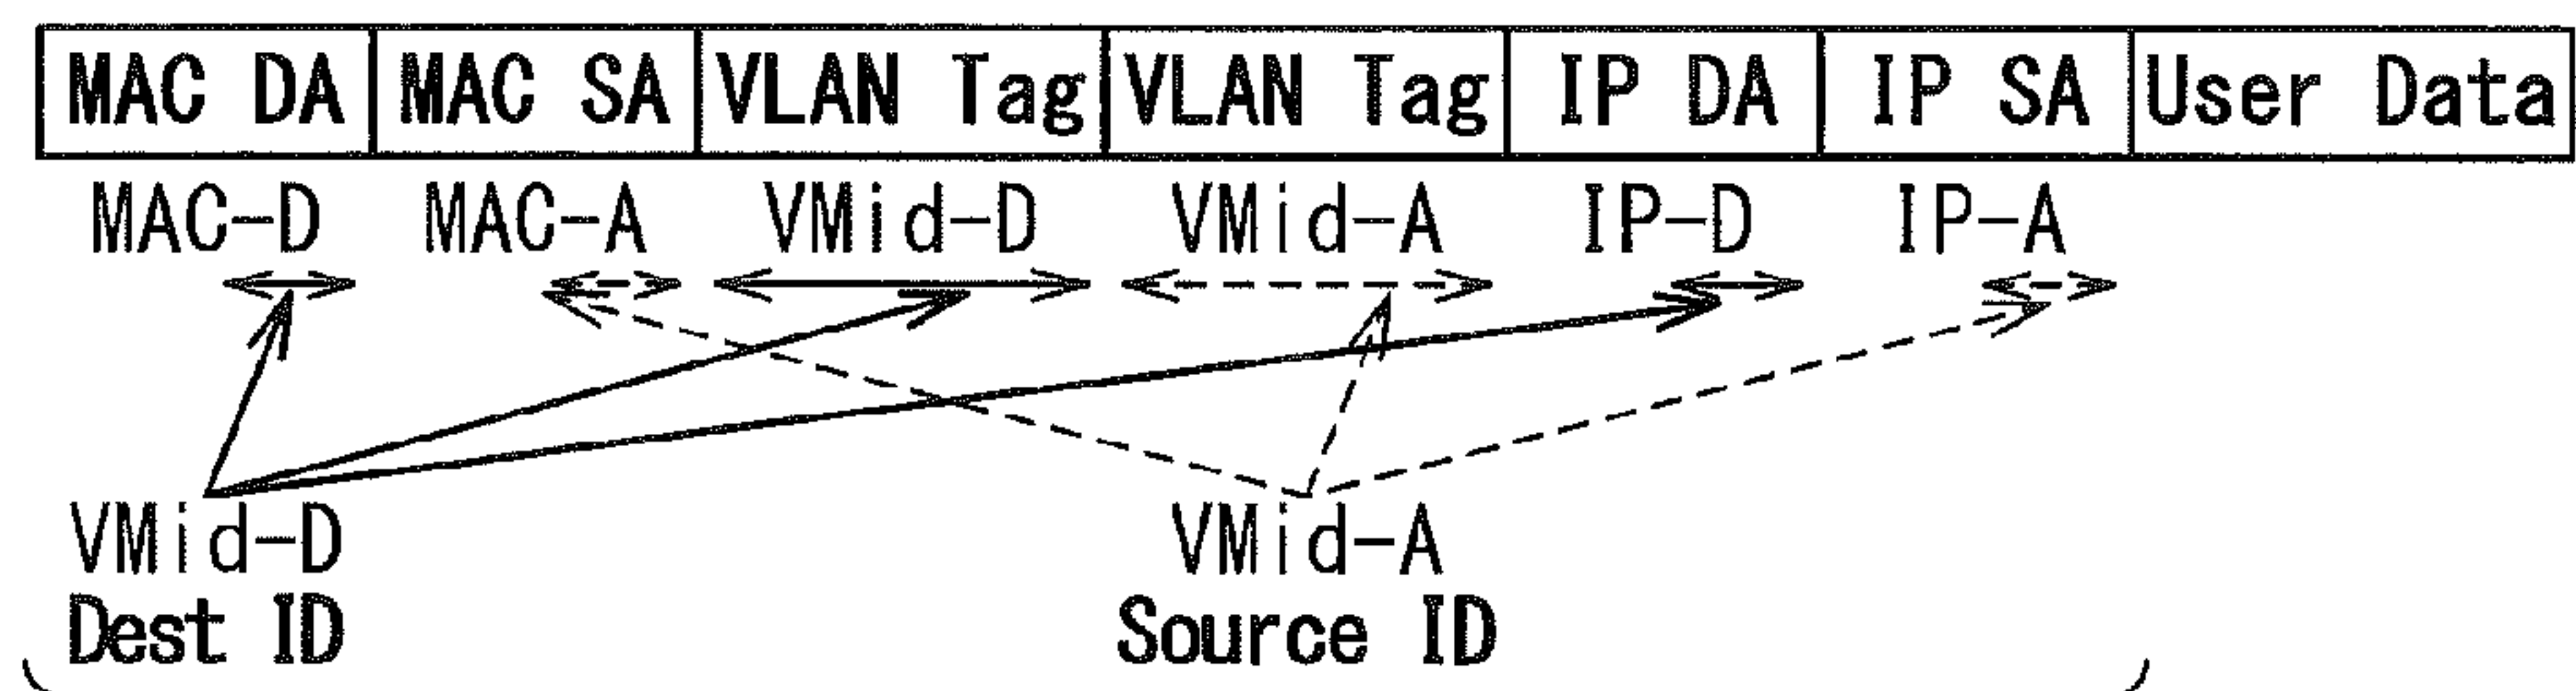 MAC DA MAC SA VLAN Tag VLAN Tag IP DA IP SA User Data
MAC-D MAC-A VMid-D VMid-A IP-D IP-A
VMid-D VMid-A
Dest ID Source ID